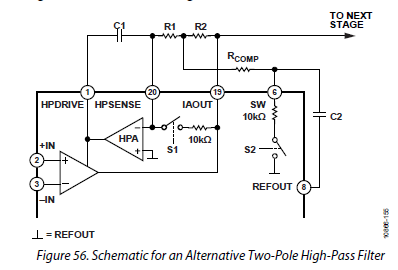 TO NEXT
STAGE
C1
R1
R2
RCOMP
1
20
19
6
HPDRIVE
HPSENSE
IAOUT
SW
10kΩ
C2
+IN
2
3
–IN
HPA
S1
10kΩ
S2
REFOUT
8
= REFOUT
10866-155
Figure 56. Schematic for an Alternative Two-Pole High-Pass Filter